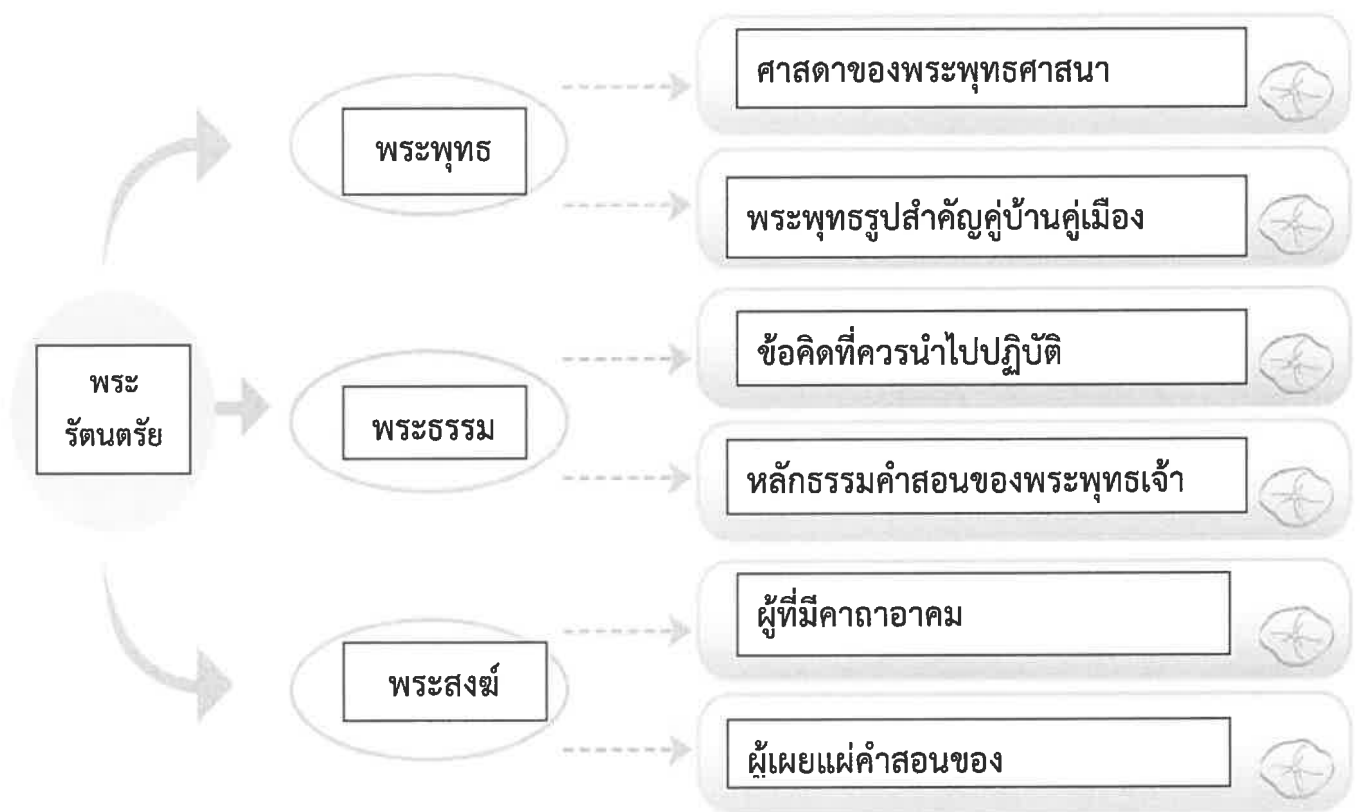 ศาสดาของพระพุทธศาสนา
พระพุทธ
พระพุทธรูปสำคัญคู่บ้านคู่เมือง
ข้อคิดที่ควรนำไปปฏิบัติ
พระ
รัตนตรัย
พระธรรม
หลักธรรมคำสอนของพระพุทธเจ้า
ผู้ที่มีคาถาอาคม
พระสงฆ์
ผู้เผยแผ่คำสอนของ